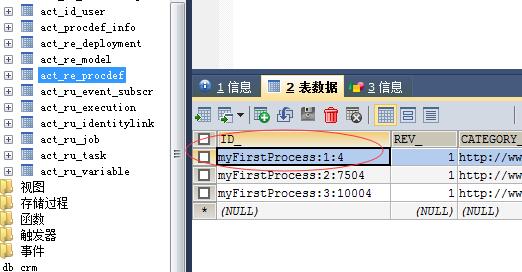 act_id_user
act_procdef_info
act_re_deployment
act_re_model
act_re_procdef
act_ru_event_subscr
act_ru_execution
act_ru_identitylink
act_ru_job
act_ru_task
act_ru_variable
视图
存储过程
函数
触发器
事件
db_crm
1 信息 2 表数据 3 信息
ID_ REV_ CATEGORY_
myFirstProcess:1:4 1 http://ww
myFirstProcess:2:7504 1 http://ww
myFirstProcess:3:10004 1 http://ww
* (NULL) (NULL) (NULL)